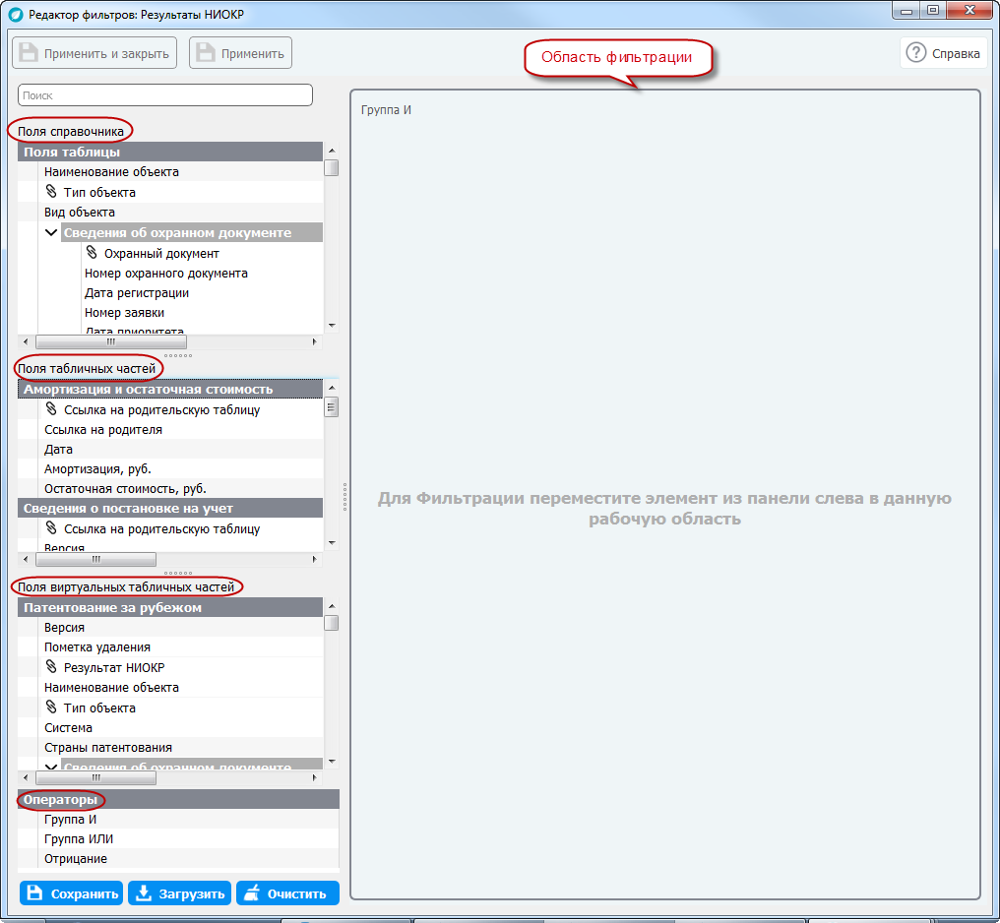 Редактор фильтров: Результаты НИОКР
Применить и закрыть
Применить
Область фильтрации
Справка
Поиск
Группа И
Поля справочника
Поля таблицы
Наименование объекта
Тип объекта
Вид объекта
Сведения об охранном документе
Охранный документ
Номер охранного документа
Дата регистрации
Номер заявки
Дата приоритета
Поля табличных частей
Амортизация и остаточная стоимость
Ссылка на родительскую таблицу
Ссылка на родителя
Дата
Амортизация, руб.
Остаточная стоимость, руб.
Сведения о постановке на учет
Ссылка на родительскую таблицу
Версия
Для Фильтрации переместите элемент из панели слева в данную
рабочую область
Поля виртуальных табличных частей
Патентование за рубежом
Версия
Пометка удаления
Результат НИОКР
Наименование объекта
Тип объекта
Система
Страны патентования
Сведения об охранном документе
Операторы
Группа И
Группа ИЛИ
Отрицание
Сохранить
Загрузить
Очистить